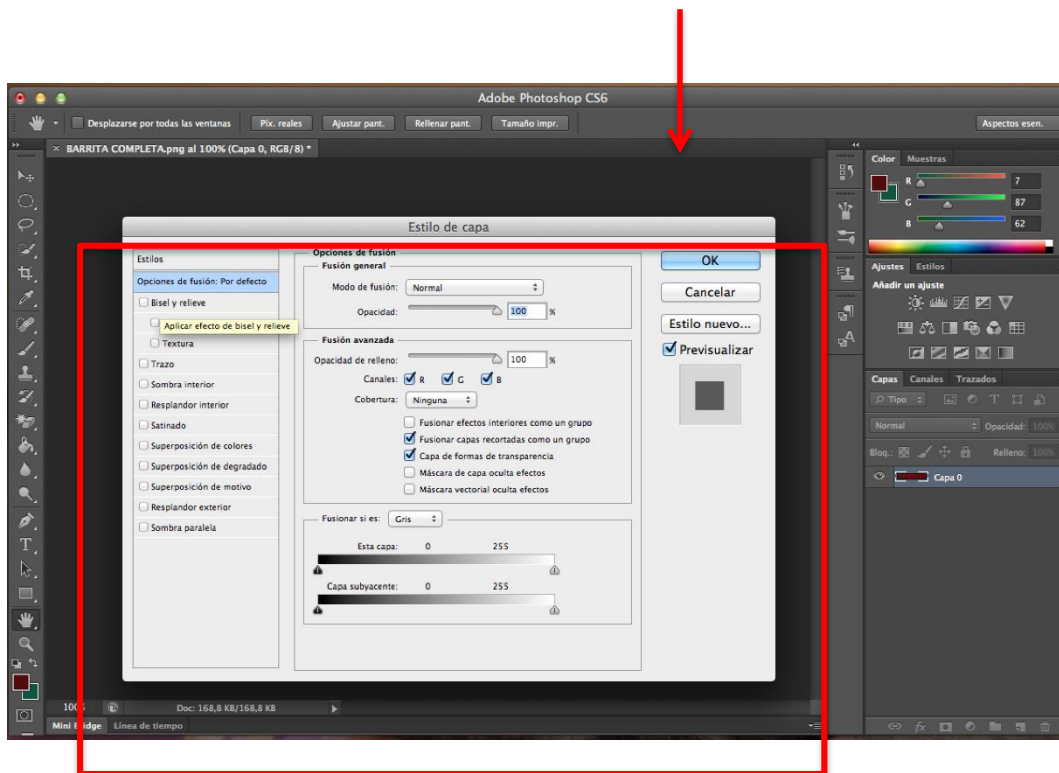 Adobe Photoshop CS6
Desplazarse por todas las ventanas Píx. reales Ajustar pant. Rellenar pant. Tamaño impr. Aspectos esen.
× BARRITA COMPLETA.png al 100% (Capa 0, RGB/8) *
Color Muestras
R 7
G 87
B 62
Estilo de capa
Estilos
Opciones de fusión: Por defecto
Bisel y relieve
Aplicar efecto de bisel y relieve
Textura
Trazo
Sombra interior
Resplandor interior
Satinado
Superposición de colores
Superposición de degradado
Superposición de motivo
Resplandor exterior
Sombra paralela
Opciones de fusión
Fusión general
Modo de fusión: Normal
Opacidad: 100 %
Fusión avanzada
Opacidad de relleno: 100 %
Canales: R G B
Cobertura: Ninguna
Fusionar efectos interiores como un grupo
Fusionar capas recortadas como un grupo
Capa de formas de transparencia
Máscara de capa oculta efectos
Máscara vectorial oculta efectos
Fusionar si es: Gris
Esta capa: 0 255
Capa subyacente: 0 255
OK
Cancelar
Estilo nuevo...
Previsualizar
Ajustes Estilos
Añadir un ajuste
Capas Canales Trazados
Tipo
Normal Opacidad: 100%
Bloq.: Relleno: 100%
Capa 0
Doc: 168,8 KB/168,8 KB
Mini Bridge Línea de tiempo